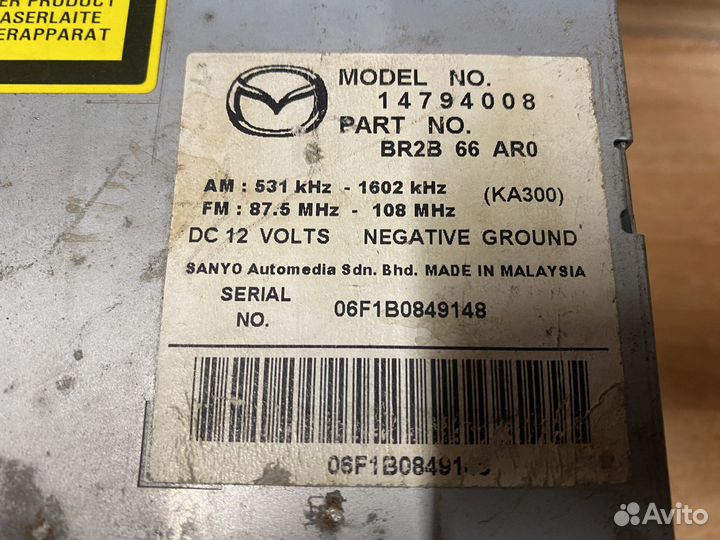 ER PRODUCT
ASERLAITE
ERAPPARAT
MODEL NO.
14794008
PART NO.
BR2B 66 AR0
AM : 531 kHz - 1602 kHz (KA300)
FM : 87.5 MHz - 108 MHz
DC 12 VOLTS NEGATIVE GROUND
SANYO Automedia Sdn. Bhd. MADE IN MALAYSIA
SERIAL NO. 06F1B0849148
Avito